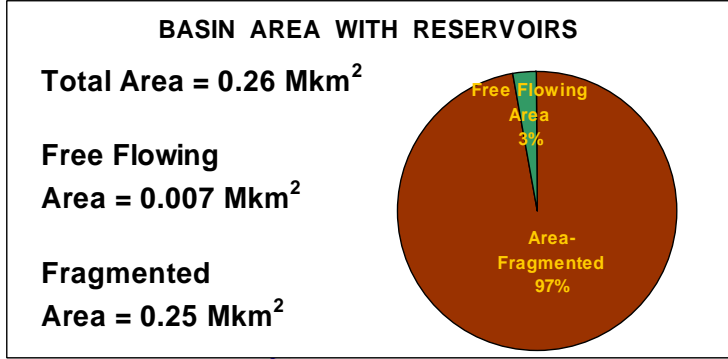 BASIN AREA WITH RESERVOIRS
Total Area = 0.26 Mkm²
Free Flowing
Area = 0.007 Mkm²
Fragmented
Area = 0.25 Mkm²
Free Flowing
Area
3%
Area-
Fragmented
97%